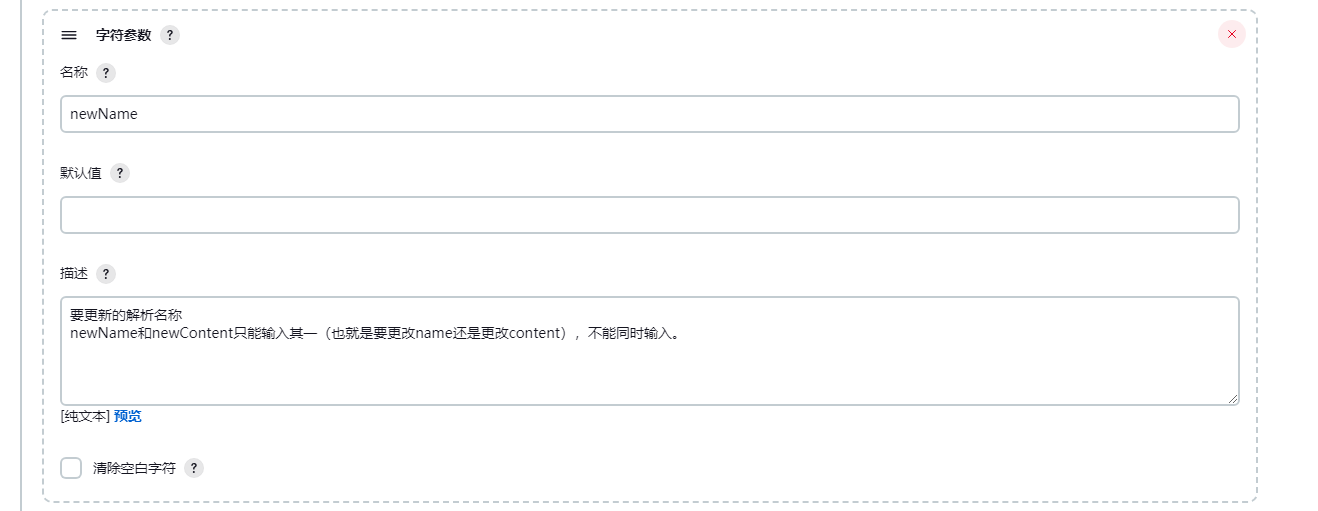 字符参数 ?
名称 ?
newName
默认值 ?
描述 ?
要更新的解析名称
newName和newContent只能输入其一（也就是要更改name还是更改content），不能同时输入。
[纯文本] 预览
清除空白字符 ?